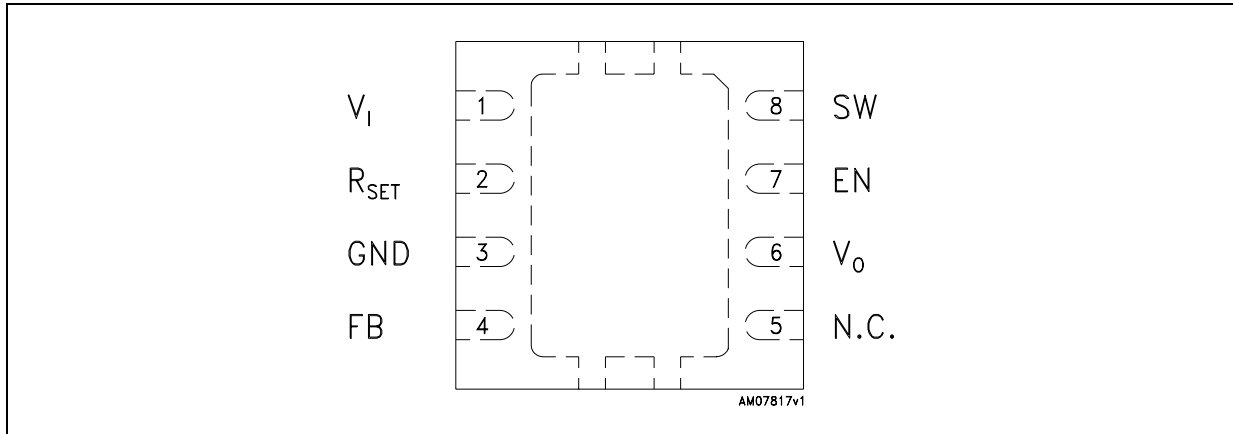 V_I 1 8 SW
R_SET 2 7 EN
GND 3 6 V_O
FB 4 5 N.C.
AM07817v1